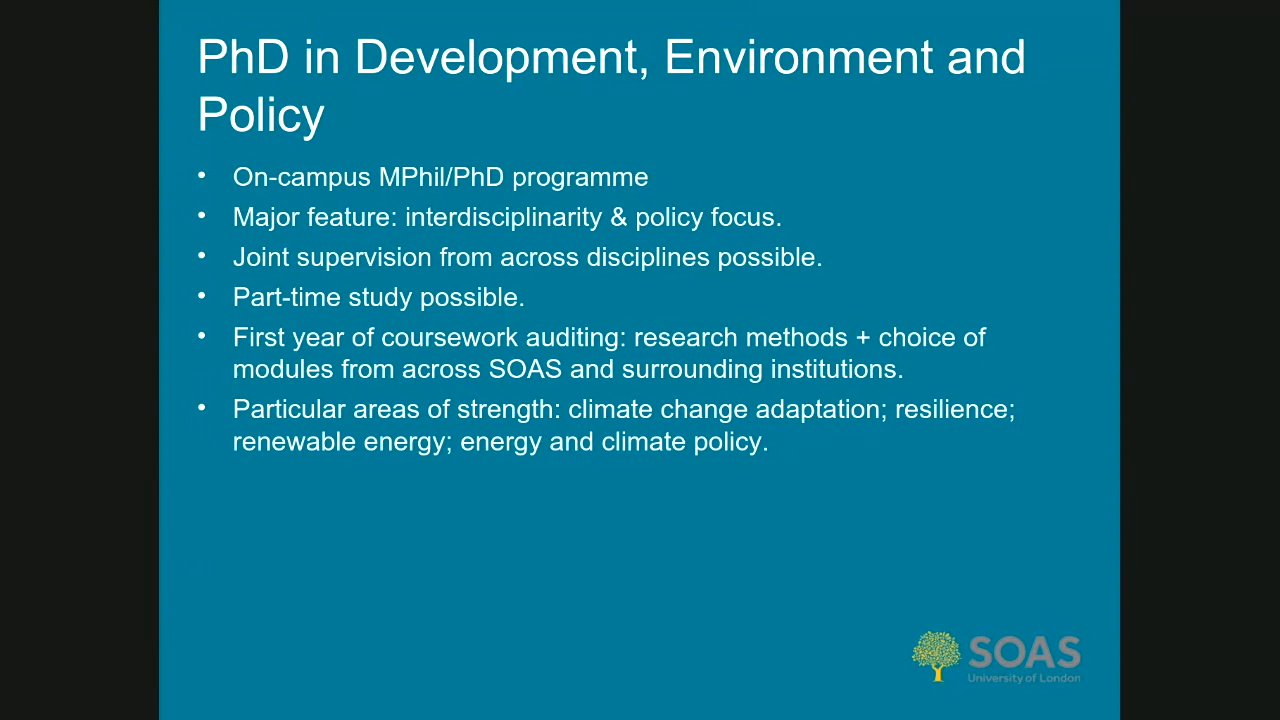 PhD in Development, Environment and
Policy
• On-campus MPhil/PhD programme
• Major feature: interdisciplinarity & policy focus.
• Joint supervision from across disciplines possible.
• Part-time study possible.
• First year of coursework auditing: research methods + choice of
modules from across SOAS and surrounding institutions.
• Particular areas of strength: climate change adaptation; resilience;
renewable energy; energy and climate policy.
SOAS
University of London